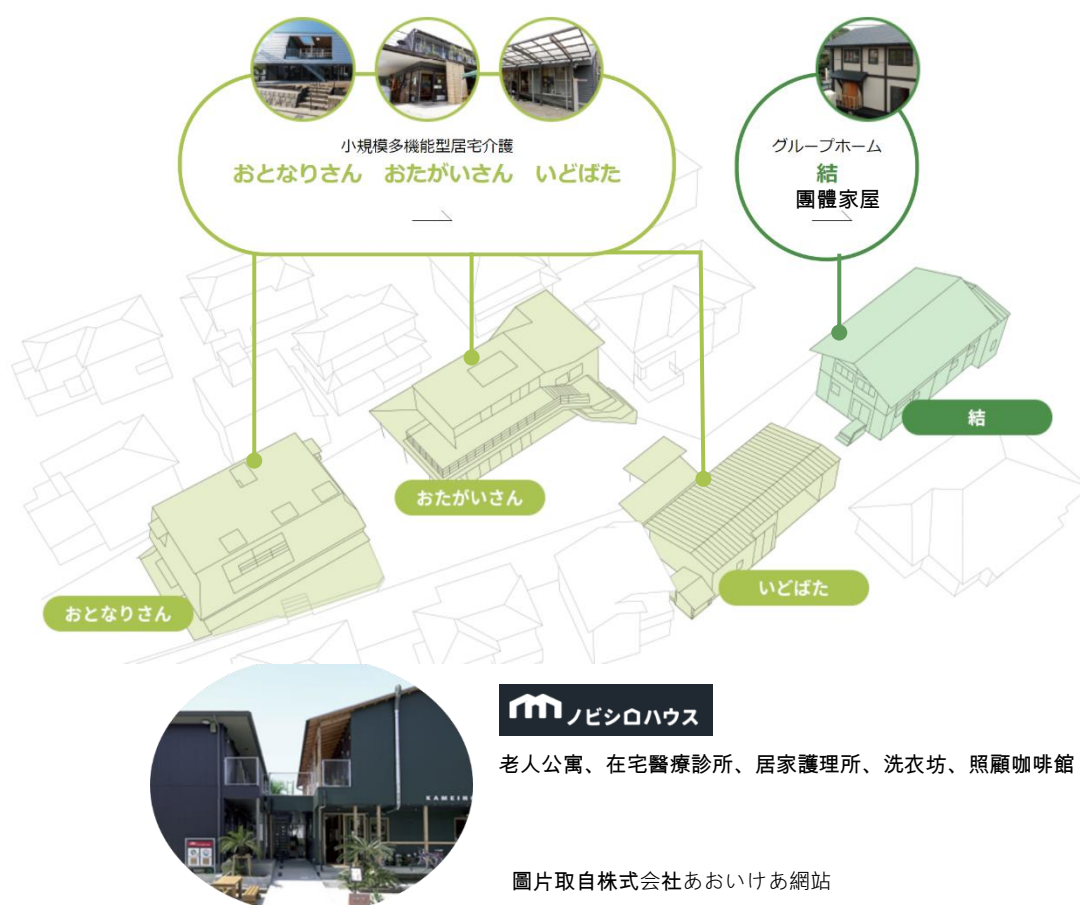 小規模多機能型居宅介護
おとなりさん おたがいさん いどばた
グループホーム
結
團體家屋
結
おたがいさん
いどばた
おとなりさん
ノビシロハウス
老人公寓、在宅醫療診所、居家護理所、洗衣坊、照顧咖啡館
圖片取自株式会社あおいけあ網站